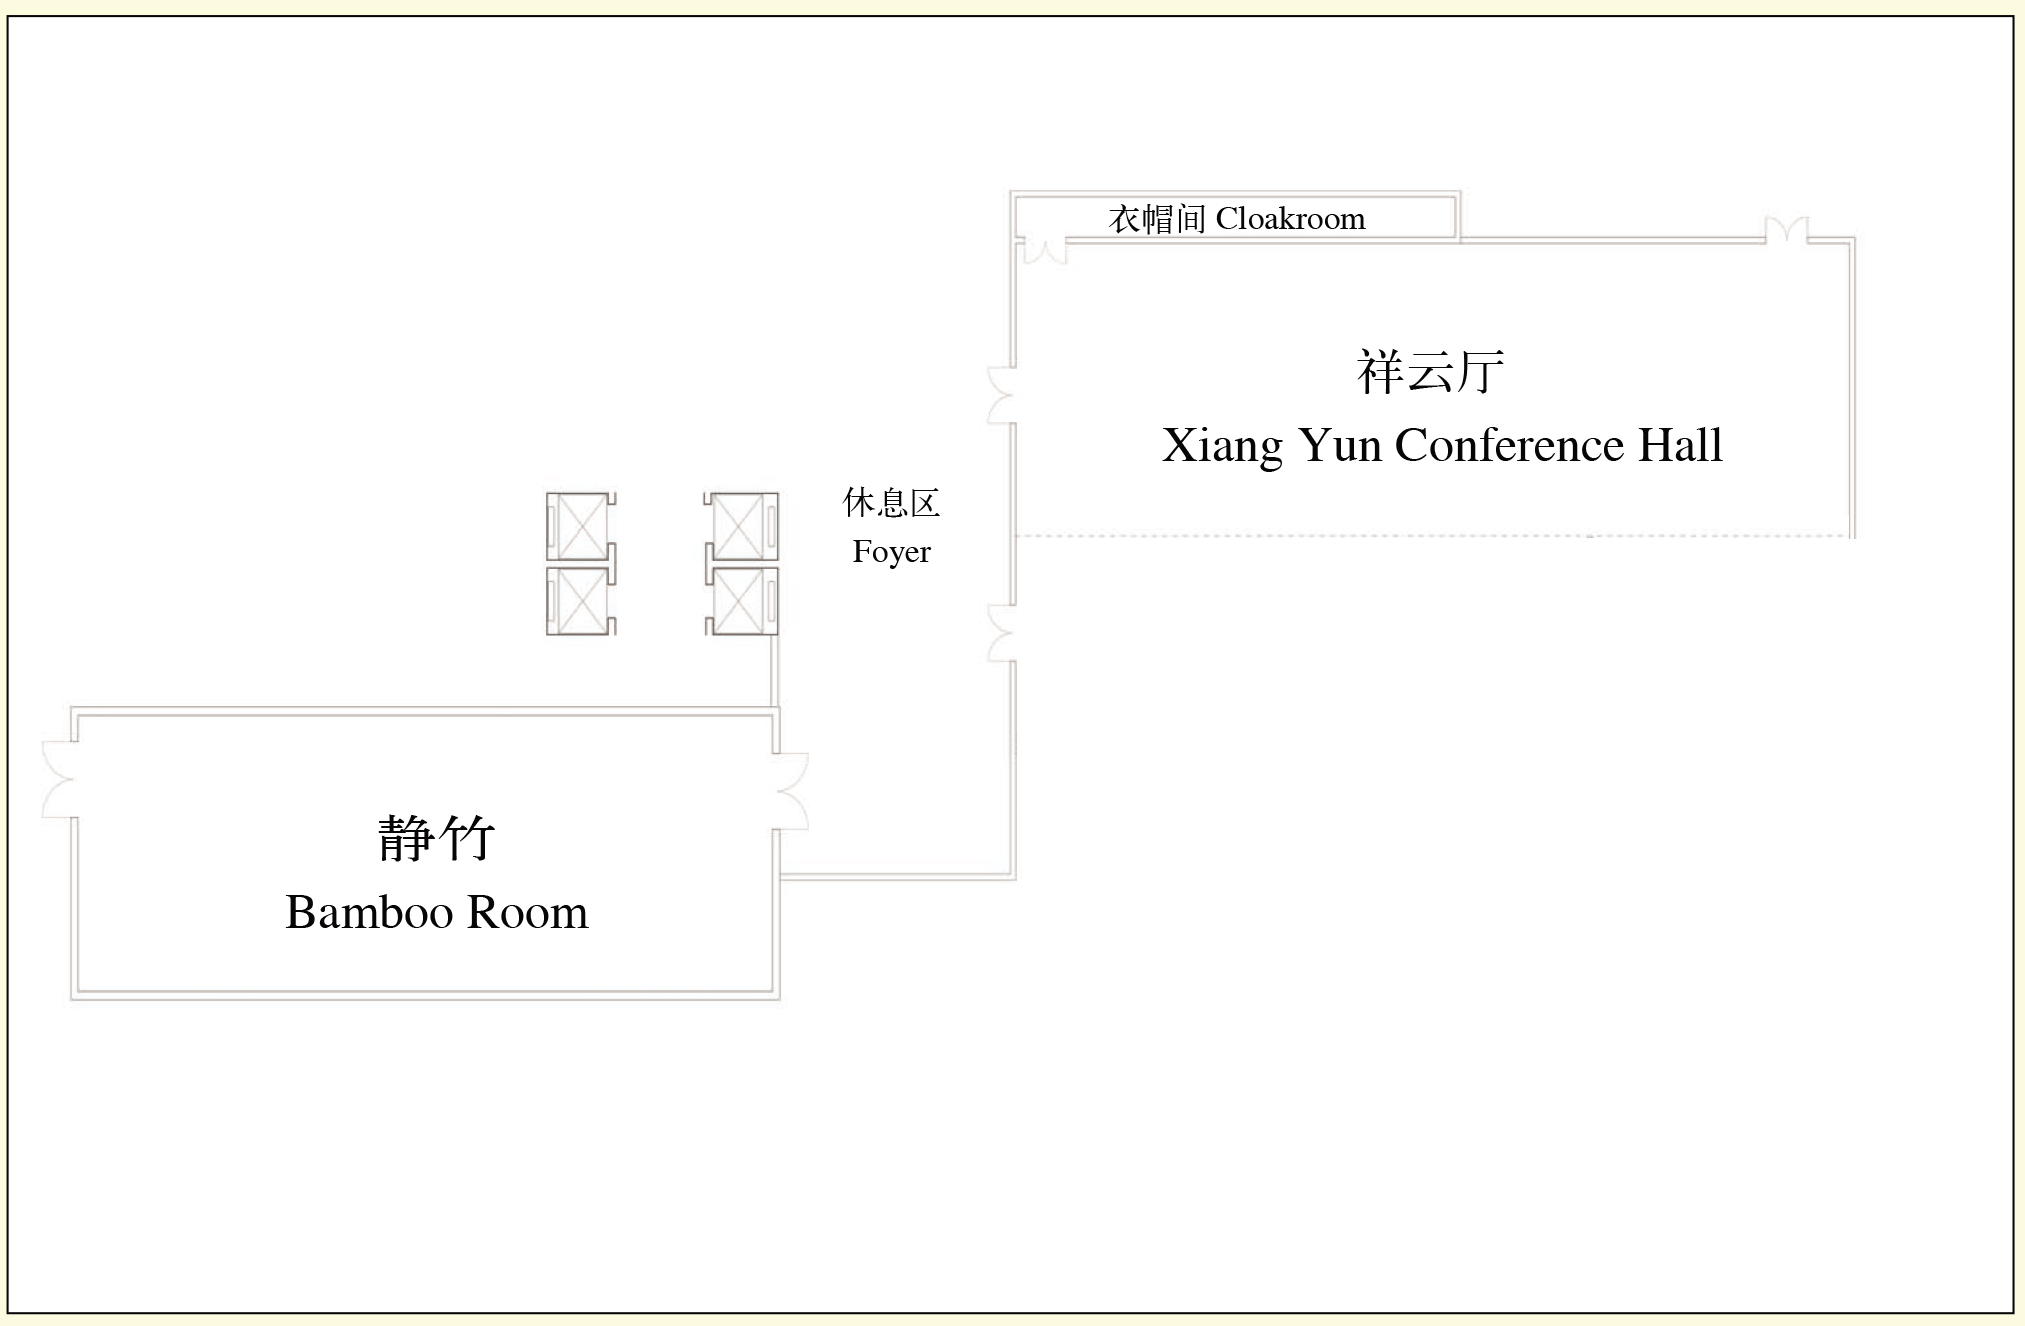 衣帽间 Cloakroom
祥云厅
Xiang Yun Conference Hall
休息区
Foyer
静竹
Bamboo Room